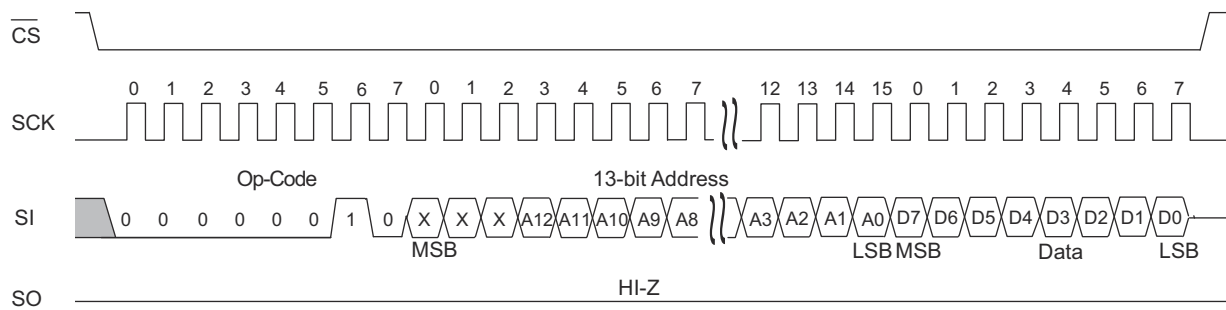 CS
0 1 2 3 4 5 6 7 0 1 2 3 4 5 6 7 12 13 14 15 0 1 2 3 4 5 6 7
SCK
Op-Code 13-bit Address
SI 0 0 0 0 0 0 1 0 X X X A12 A11 A10 A9 A8 A3 A2 A1 A0 D7 D6 D5 D4 D3 D2 D1 D0
MSB LSB MSB Data LSB
HI-Z
SO